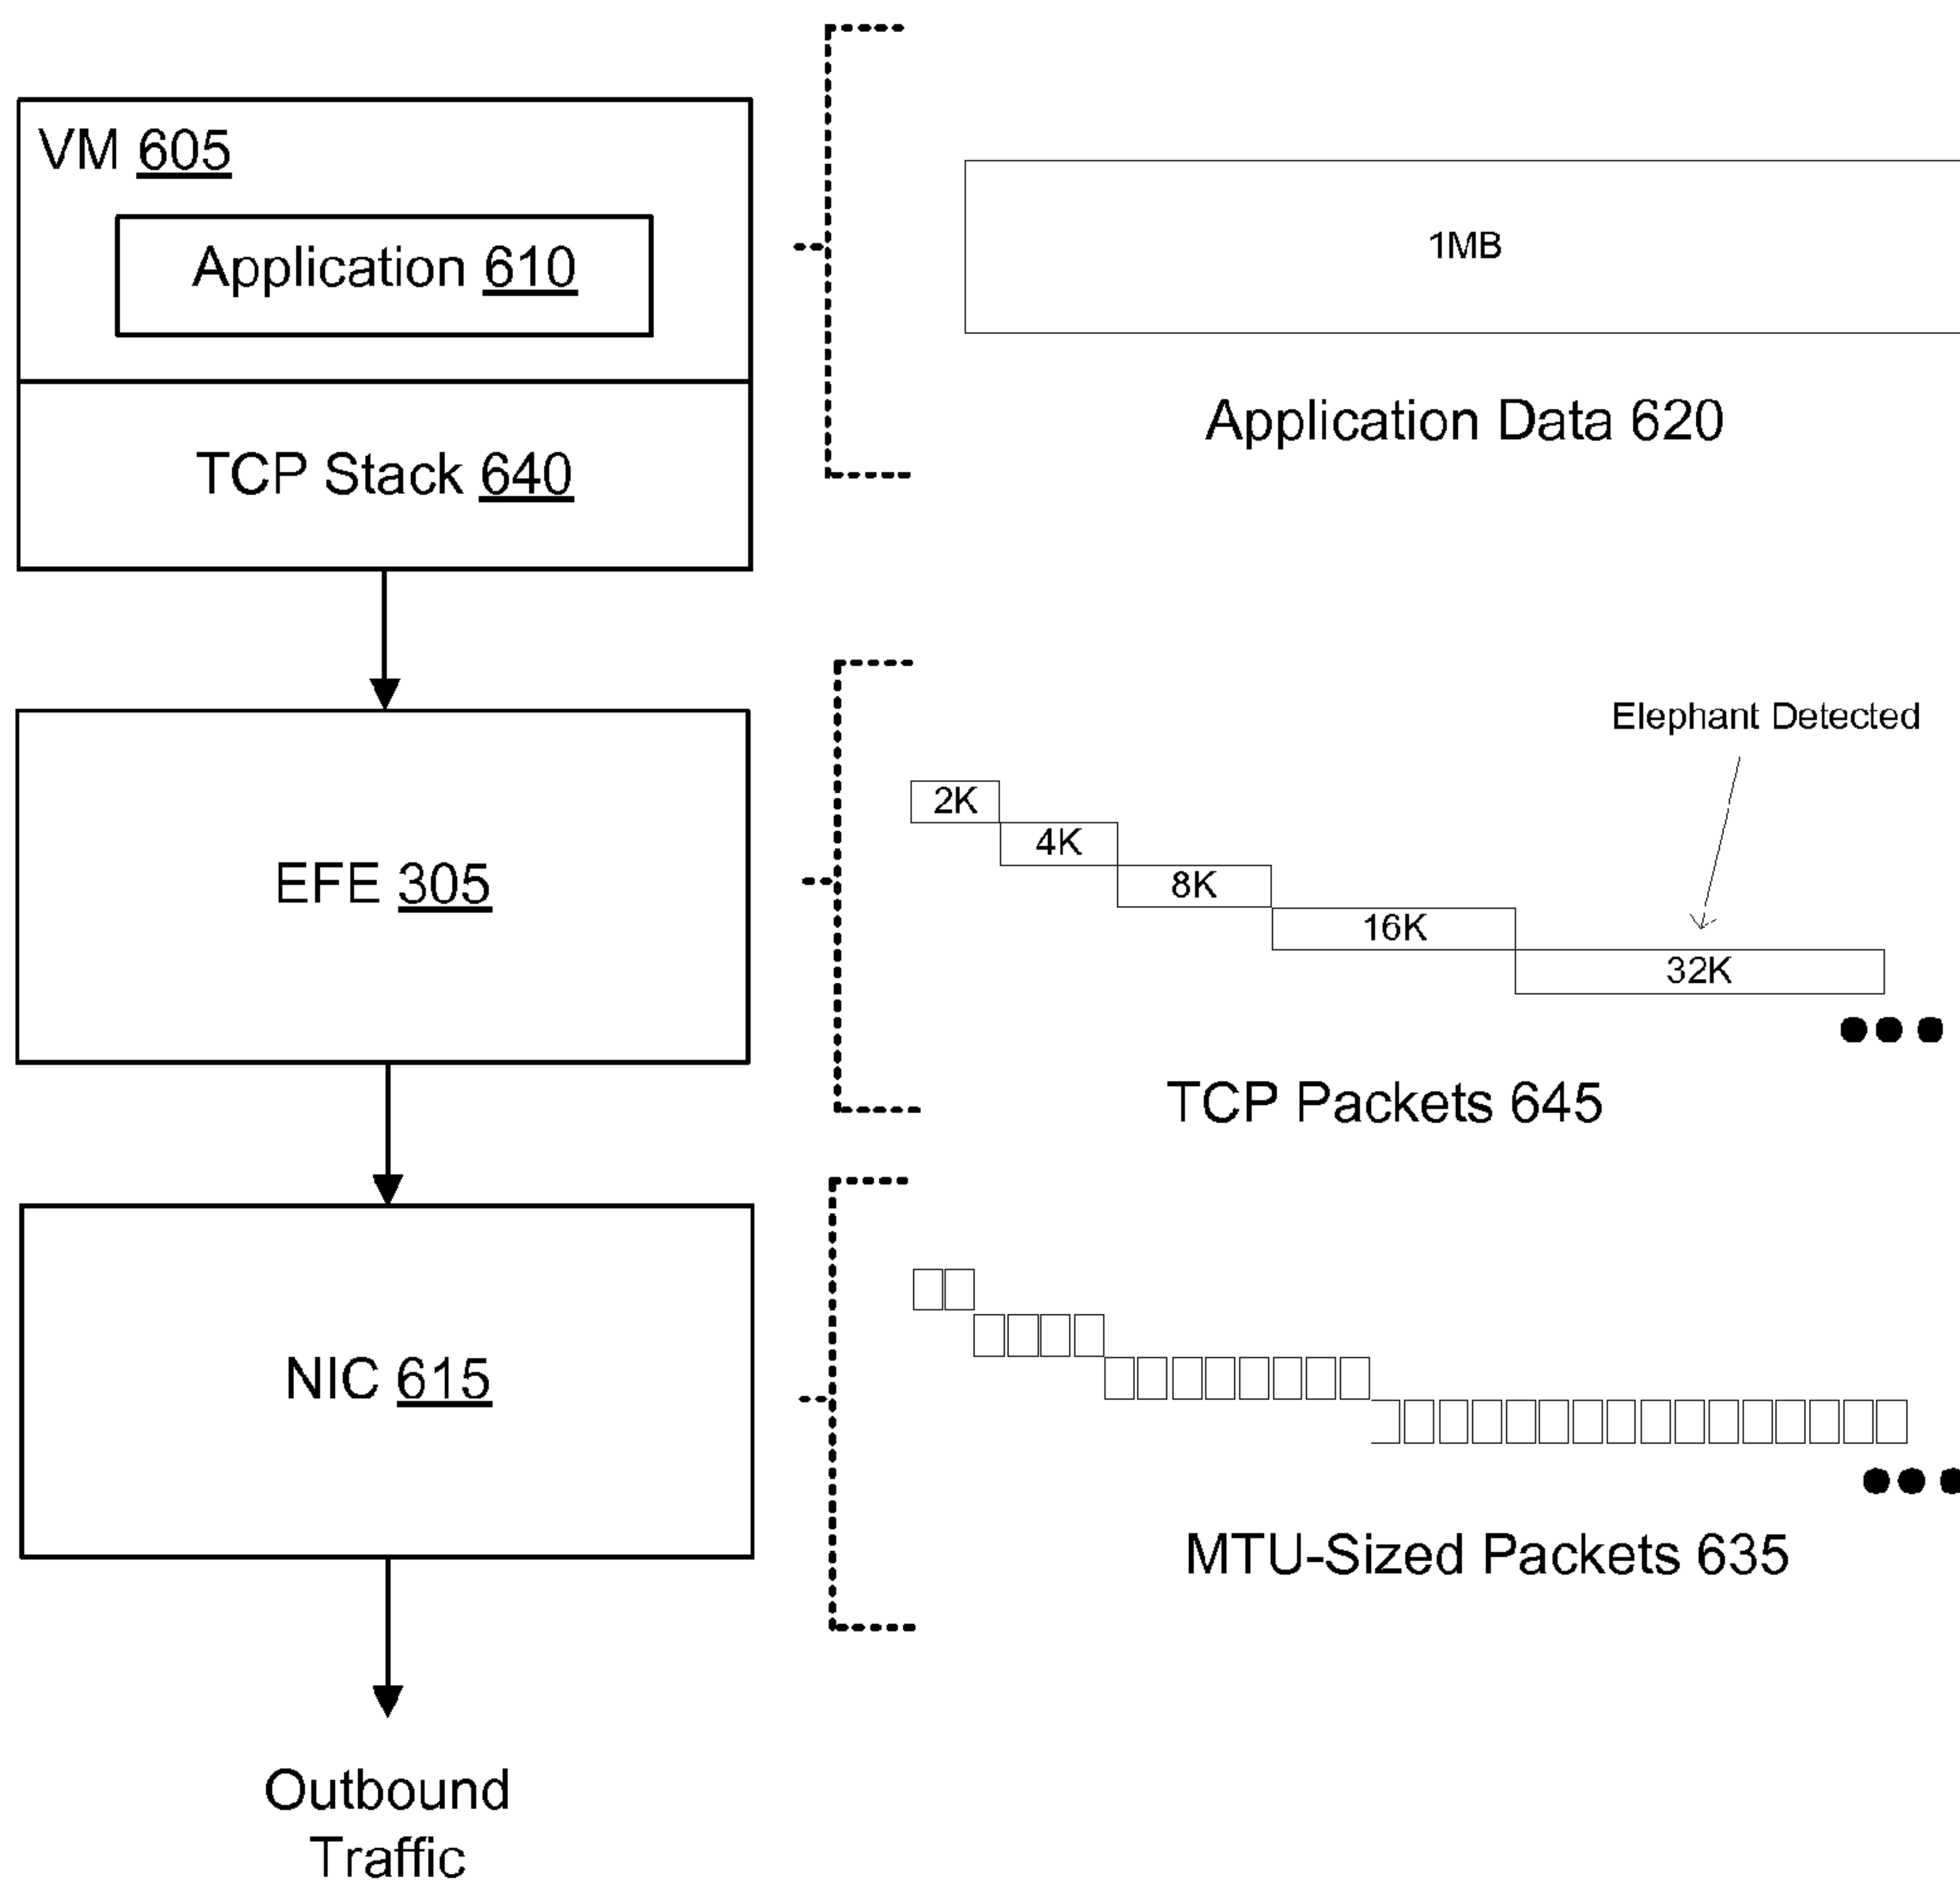 VM 605
Application 610
TCP Stack 640
1MB
Application Data 620
EFE 305
Elephant Detected
2K
4K
8K
16K
32K
TCP Packets 645
NIC 615
MTU-Sized Packets 635
Outbound
Traffic